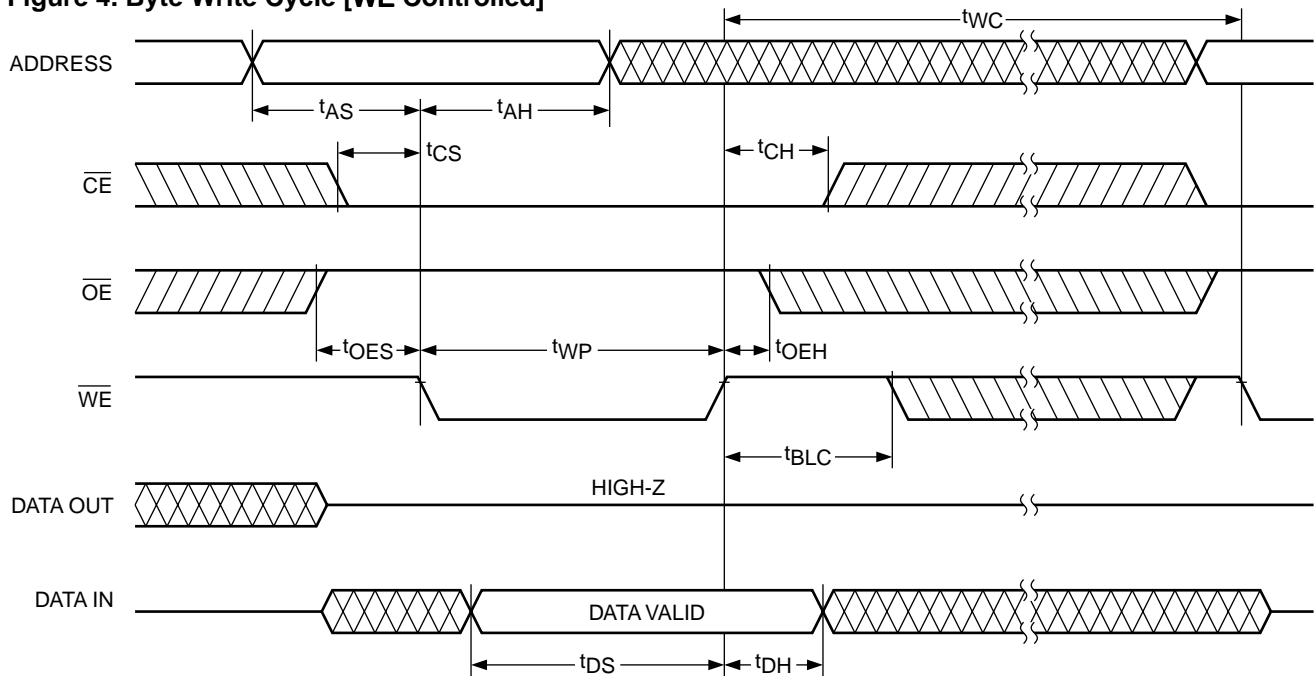 Figure 4. Byte Write Cycle [WE Controlled]
tWC
ADDRESS
tAS
tAH
tCS
tCH
CE
OE
tOES
tWP
tOEH
WE
tBLC
HIGH-Z
DATA OUT
DATA IN
DATA VALID
tDS
tDH